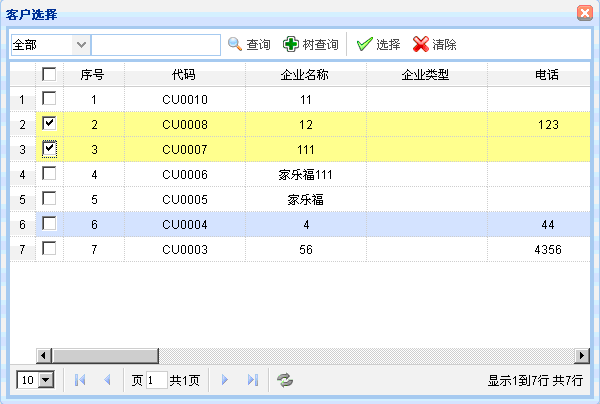 客户选择
全部 查询 树查询 选择 清除
序号 代码 企业名称 企业类型 电话
1 1 CU0010 11
2 2 CU0008 12 123
3 3 CU0007 111
4 4 CU0006 家乐福111
5 5 CU0005 家乐福
6 6 CU0004 4 44
7 7 CU0003 56 4356
10 页 1 共1页 显示1到7行 共7行